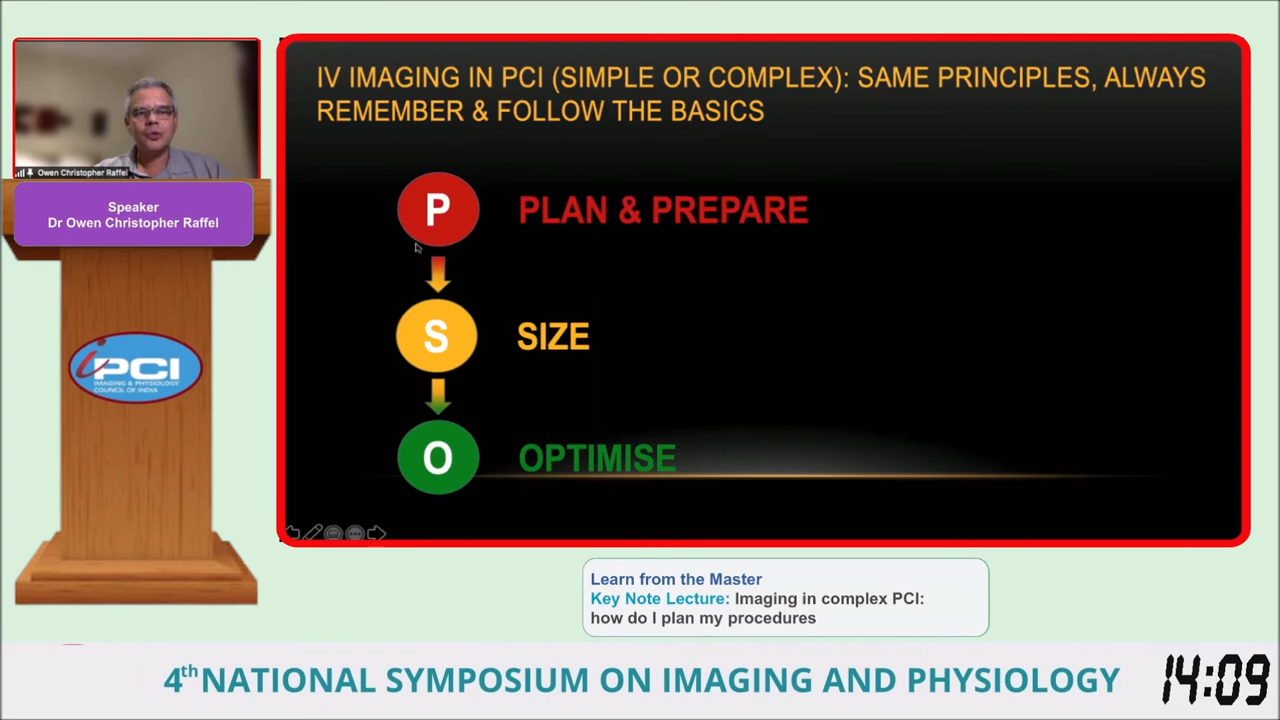 Owen Christopher Raffel
Speaker
Dr Owen Christopher Raffel
iPCI
IMAGING & PHYSIOLOGY
COUNCIL OF INDIA
IV IMAGING IN PCI (SIMPLE OR COMPLEX): SAME PRINCIPLES, ALWAYS
REMEMBER & FOLLOW THE BASICS
P PLAN & PREPARE
S SIZE
O OPTIMISE
Learn from the Master
Key Note Lecture: Imaging in complex PCI:
how do I plan my procedures
4th NATIONAL SYMPOSIUM ON IMAGING AND PHYSIOLOGY
14:09